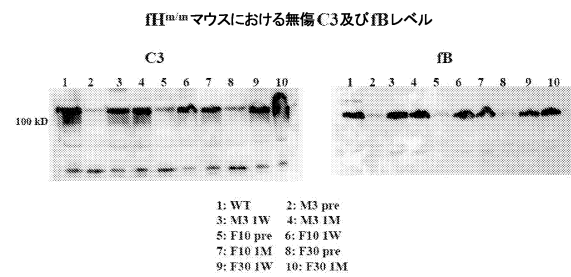 fHm/mマウスにおける無傷C3及びfBレベル
C3
fB
1 2 3 4 5 6 7 8 9 10
1 2 3 4 5 6 7 8 9 10
100 kD
1: WT 2: M3 pre
3: M3 1W 4: M3 1M
5: F10 pre 6: F10 1W
7: F10 1M 8: F30 pre
9: F30 1W 10: F30 1M